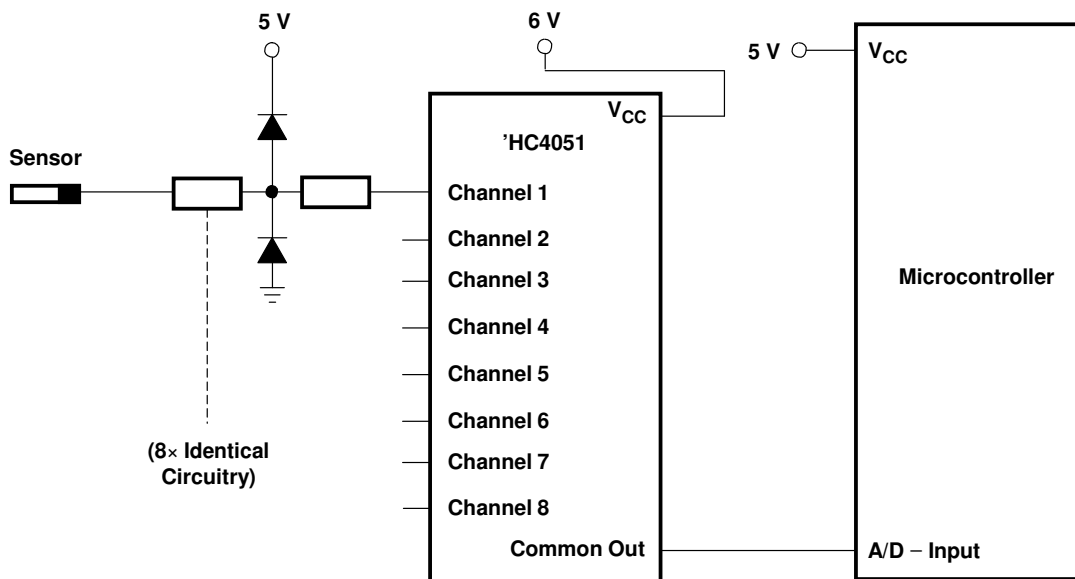 5 V
6 V
5 V
VCC
VCC
'HC4051
Sensor
Channel 1
Channel 2
Channel 3
Microcontroller
Channel 4
Channel 5
Channel 6
(8× Identical
Circuitry)
Channel 7
Channel 8
Common Out
A/D – Input